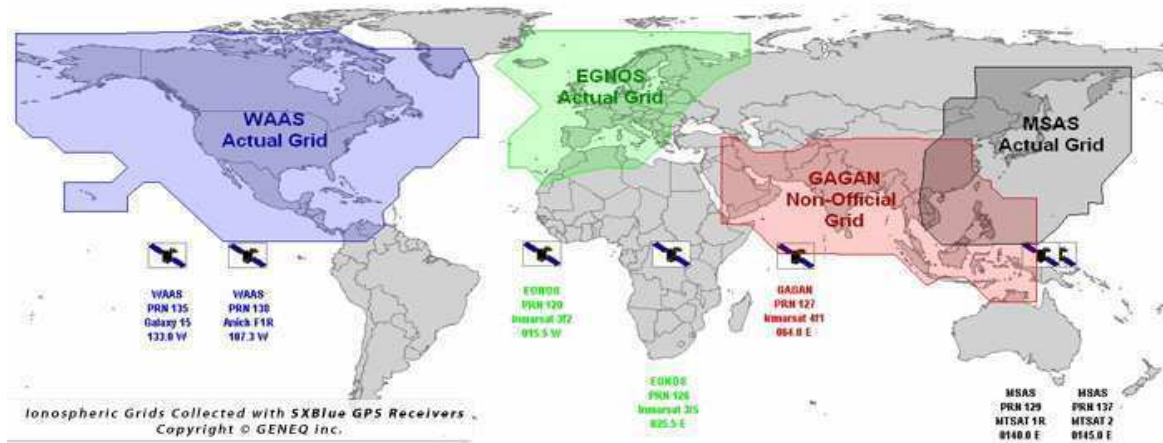 WAAS
Actual Grid
EGNOS
Actual Grid
MSAS
Actual Grid
GAGAN
Non-Official
Grid
WAAS
PRN 135
Galaxy 15
133.0 W
WAAS
PRN 138
Anick F1R
107.3 W
EGNOS
PRN 120
Inmarsat 3f2
015.5 W
EGNOS
PRN 126
Inmarsat 3f5
025.5 E
GAGAN
PRN 127
Inmarsat 4f1
064.0 E
MSAS
PRN 129
MTSAT 1R
0140.0 E
MSAS
PRN 137
MTSAT 2
0145.0 E
Ionospheric Grids Collected with SXBlue GPS Receivers
Copyright © GENEQ inc.